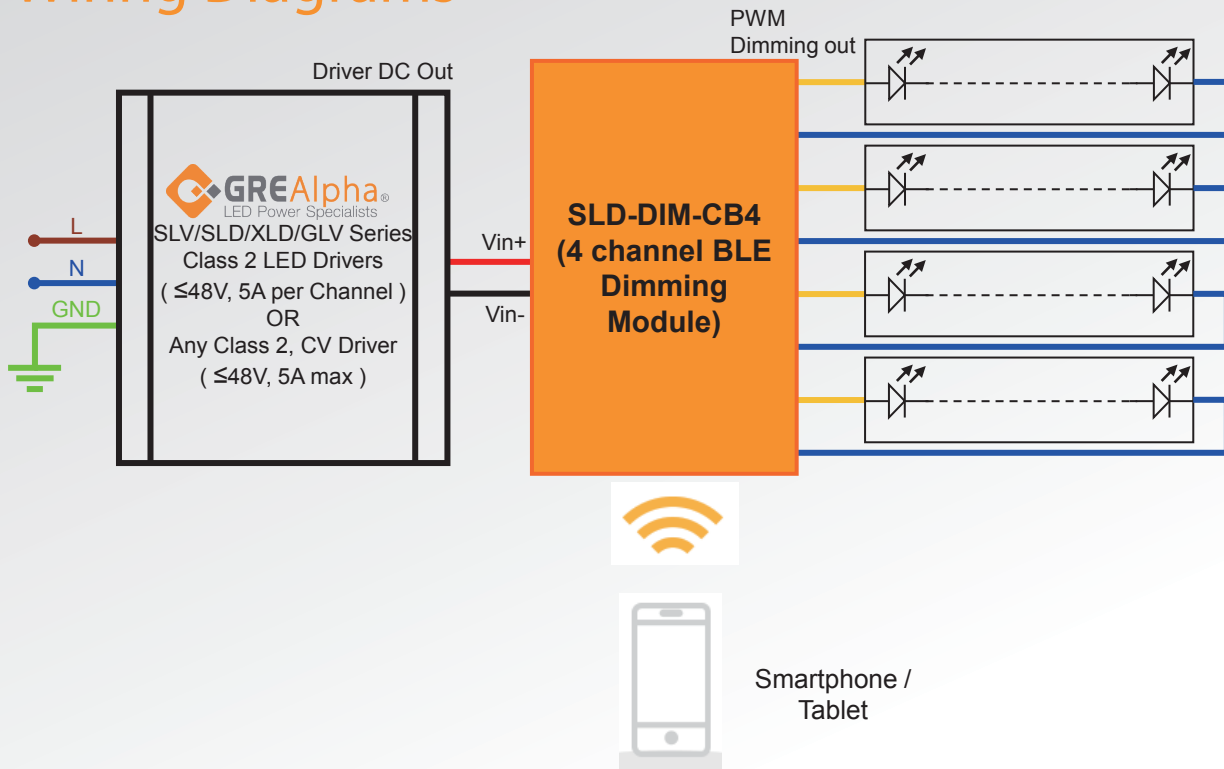 Wiring Diagrams
PWM
Dimming out
Driver DC Out
GREAlpha®
LED Power Specialists
SLV/SLD/XLD/GLV Series
Class 2 LED Drivers
( ≤48V, 5A per Channel )
OR
Any Class 2, CV Driver
( ≤48V, 5A max )
L
N
GND
Vin+
Vin-
SLD-DIM-CB4
(4 channel BLE
Dimming
Module)
Smartphone /
Tablet